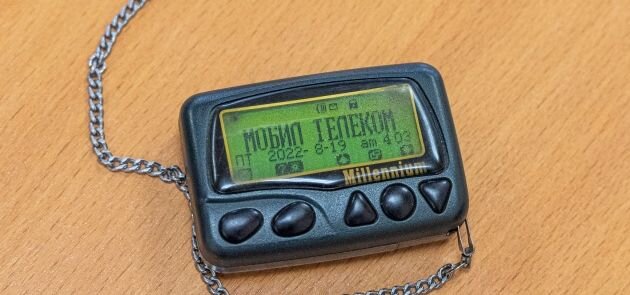 МОБИЛ ТЕЛЕКОМ
ПТ 2022- 8-19 am 4:03
Millennium